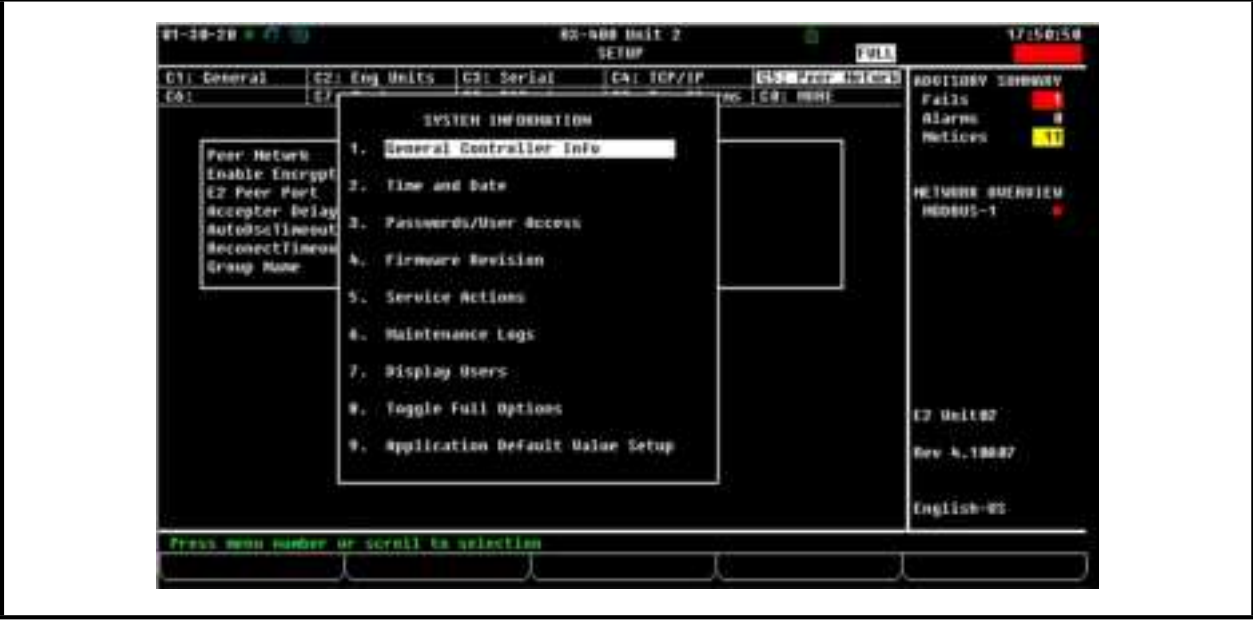 01-30-20
RX-400 Unit 2
17:50:50
SETUP
FULL
C1: General
C2: Eng Units
C3: Serial
C4: TCP/IP
C5: Peer Network
C6:
C7:
C0: NONE
ADVISORY SUMMARY
Fails 1
Alarms 0
Notices 11
SYSTEM INFORMATION
1. General Controller Info
2. Time and Date
3. Passwords/User Access
4. Firmware Revision
5. Service Actions
6. Maintenance Logs
7. Display Users
8. Toggle Full Options
9. Application Default Value Setup
Peer Netwrk
Enable Encrypt
E2 Peer Port
Accepter Delay
AutoDscTimeout
ReconectTimeou
Group Name
NETWORK OVERVIEW
MODBUS-1
E2 Unit02
Rev 4.10B07
English-US
Press menu number or scroll to selection